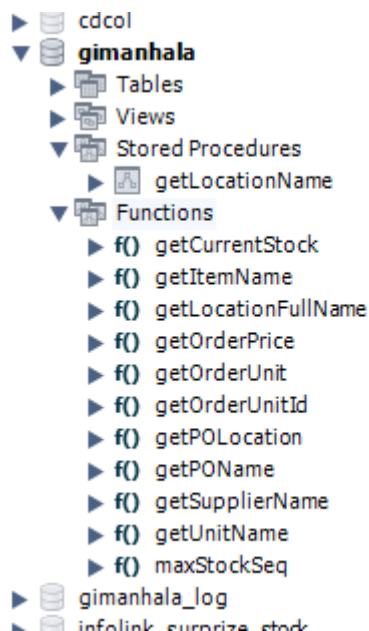 cdcol
gimanhala
Tables
Views
Stored Procedures
getLocationName
Functions
f() getCurrentStock
f() getItemName
f() getLocationFullName
f() getOrderPrice
f() getOrderUnit
f() getOrderUnitId
f() getPOLocation
f() getPOName
f() getSupplierName
f() getUnitName
f() maxStockSeq
gimanhala_log
infolink_surprize_stock